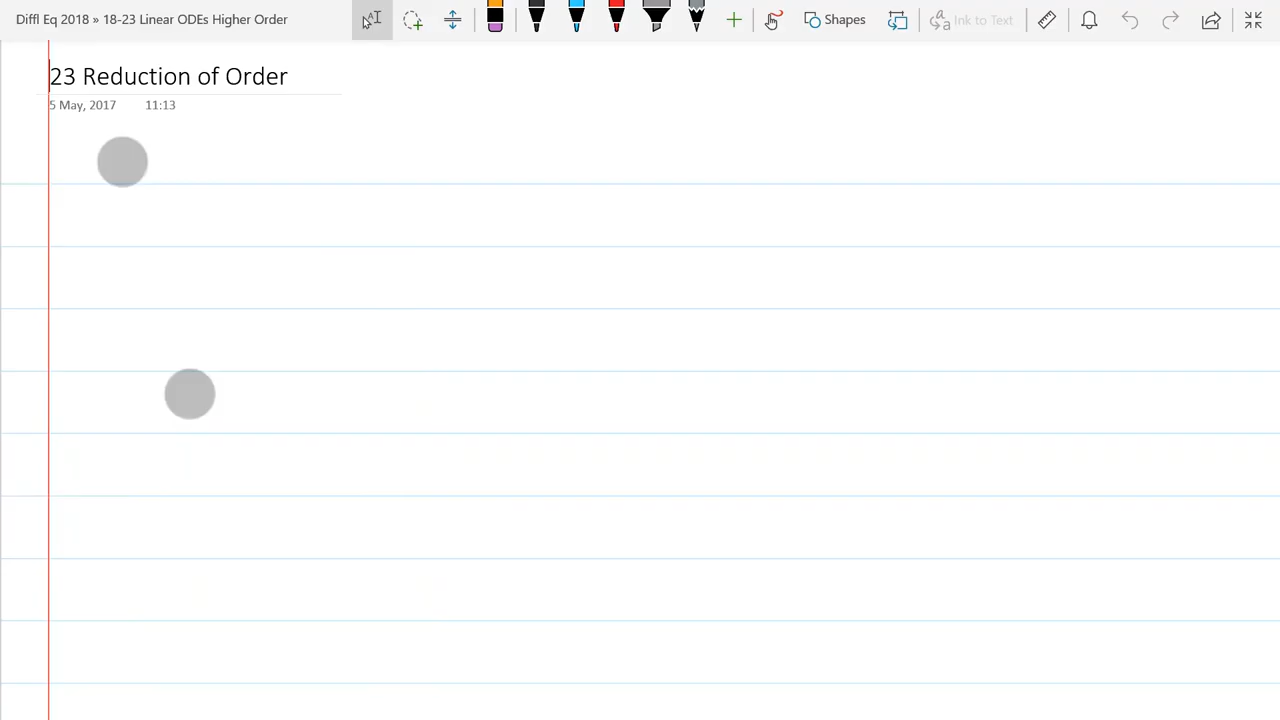 Diffl Eq 2018 » 18-23 Linear ODEs Higher Order
Shapes
Ink to Text
23 Reduction of Order
5 May, 2017 11:13